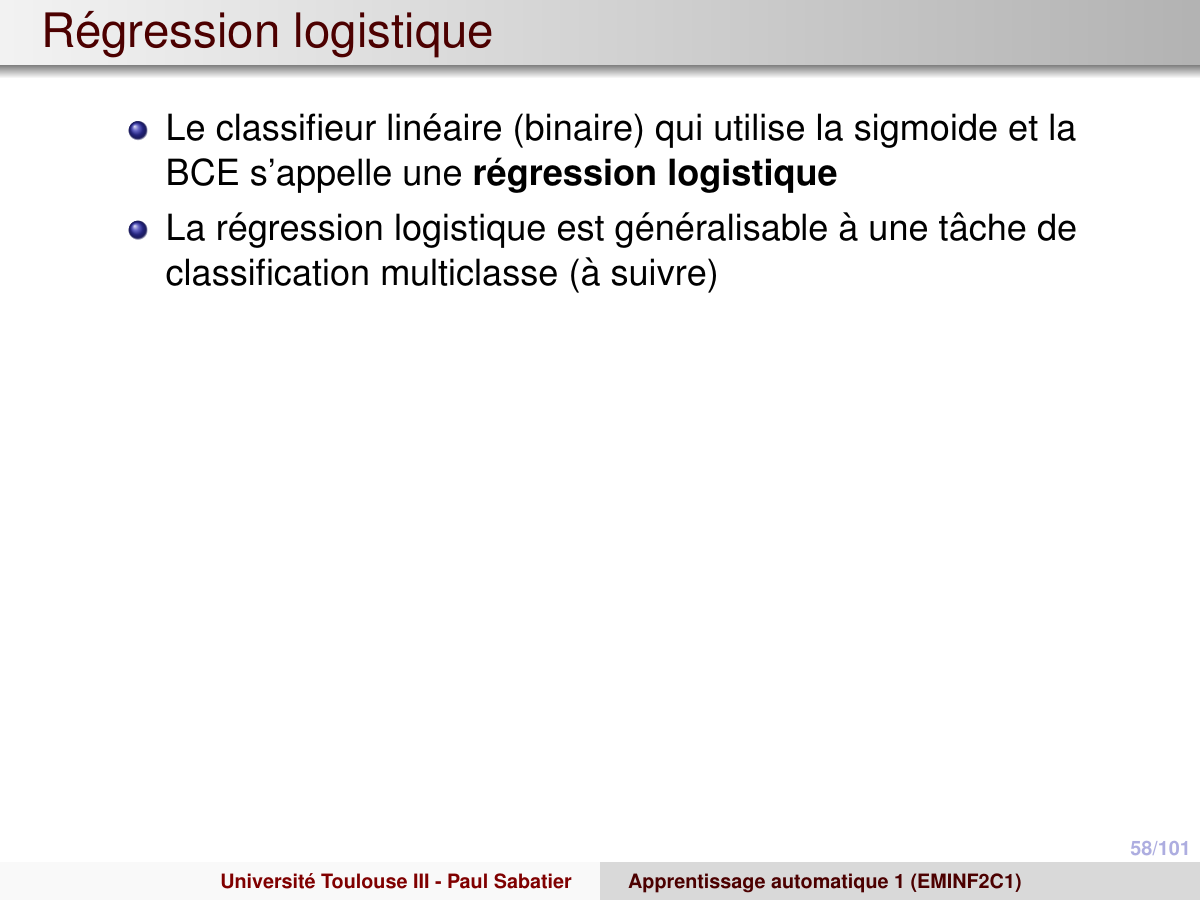 Régression logistique
Le classifieur linéaire (binaire) qui utilise la sigmoide et la
BCE s'appelle une régression logistique
La régression logistique est généralisable à une tâche de
classification multiclasse (à suivre)
58/101
Université Toulouse III - Paul Sabatier
Apprentissage automatique 1 (EMINF2C1)